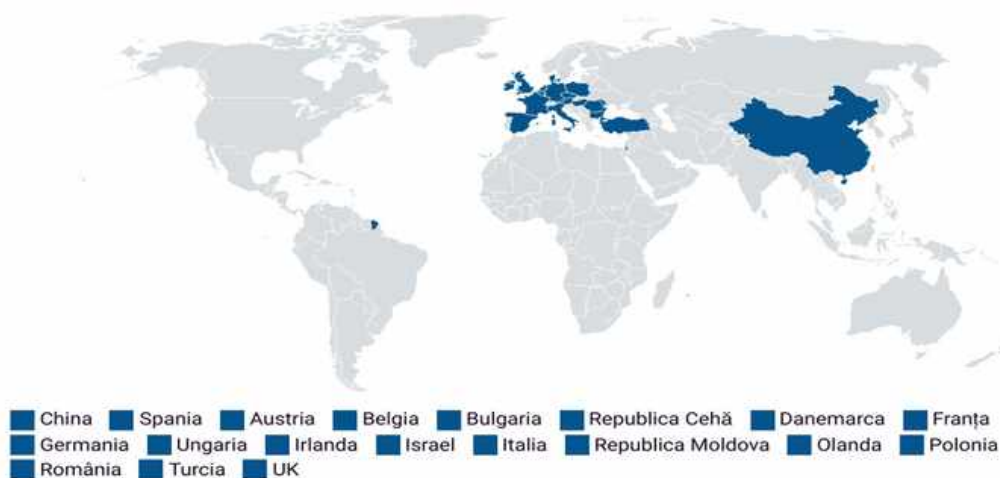 China Spania Austria Belgia Bulgaria Republica Cehă Danemarca Franța
Germania Ungaria Irlanda Israel Italia Republica Moldova Olanda Polonia
România Turcia UK